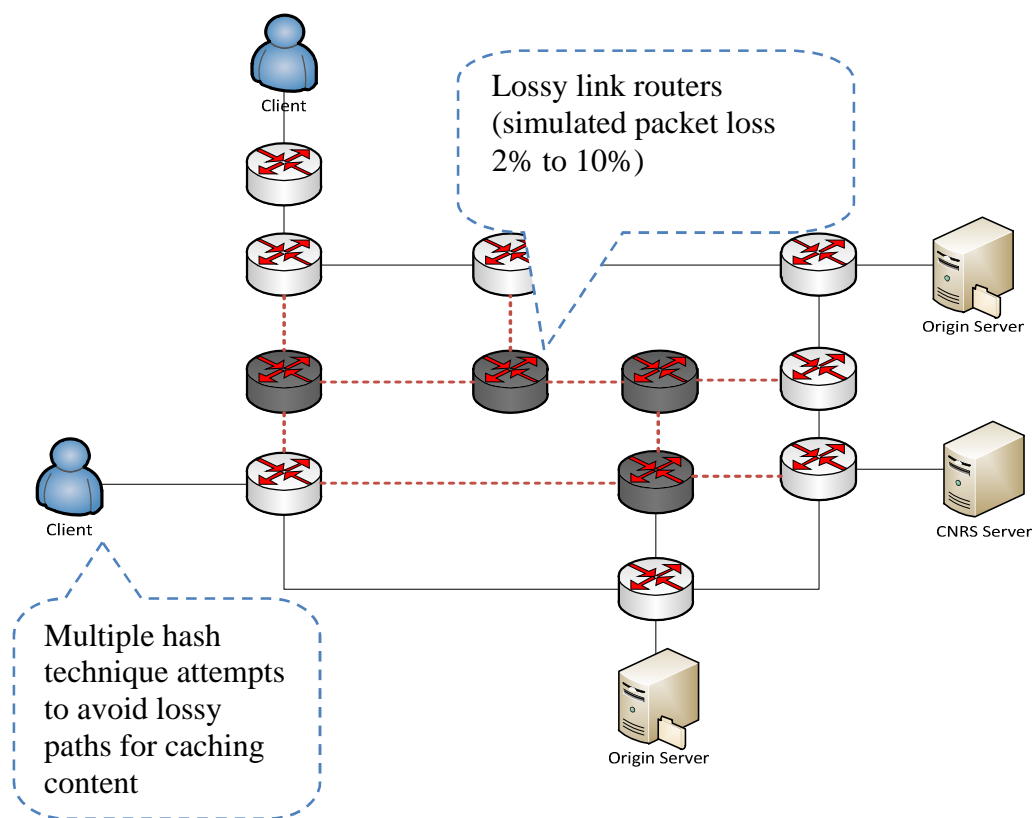 Client
Lossy link routers
(simulated packet loss
2% to 10%)
Origin Server
Client
CNRS Server
Multiple hash
technique attempts
to avoid lossy
paths for caching
content
Origin Server